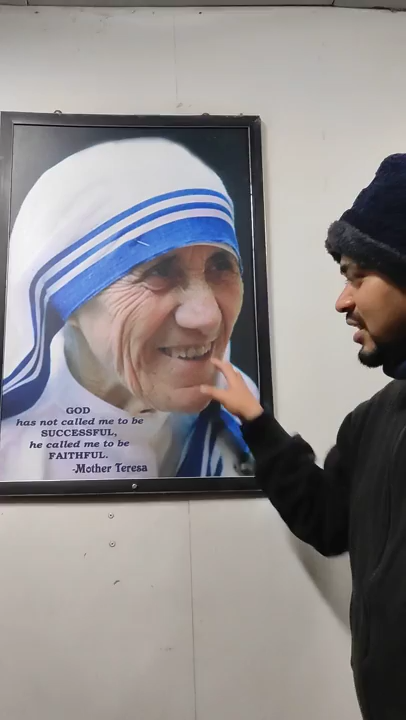 GOD
has not called me to be
SUCCESSFUL,
he called me to be
FAITHFUL.
-Mother Teresa